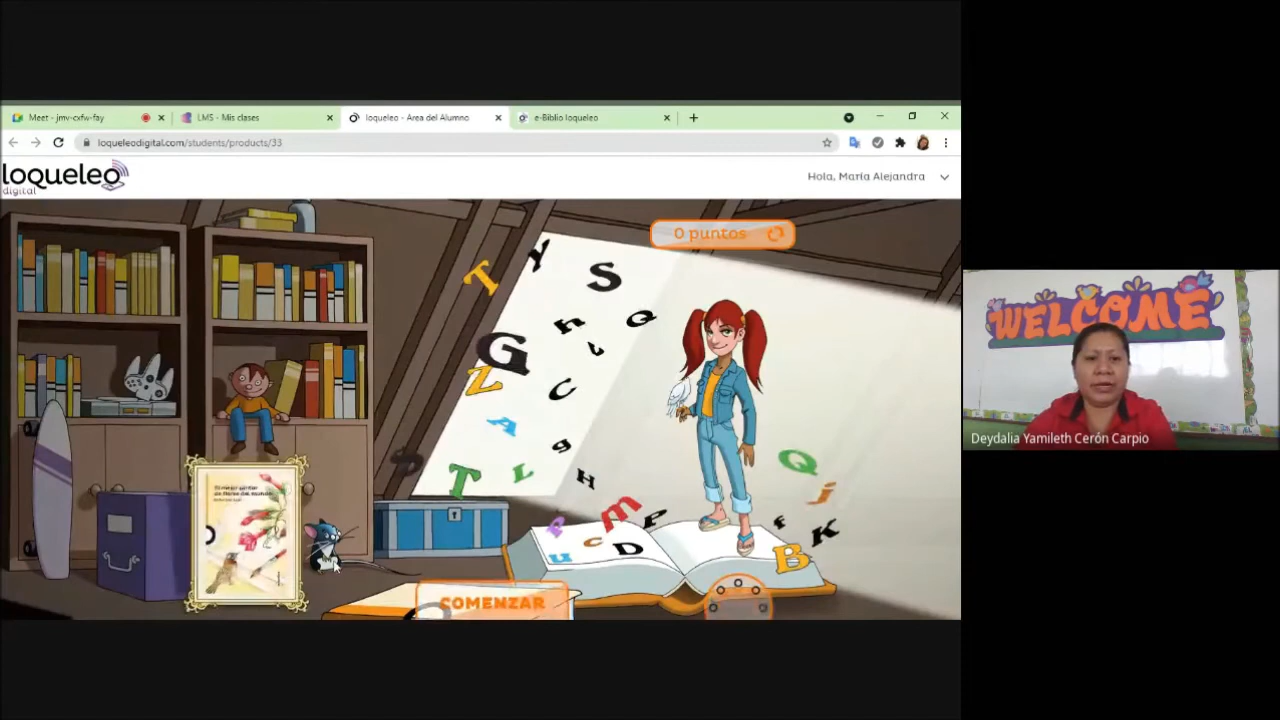 Meet - jmv-cxfw-fay
LMS - Mis clases
loqueleo - Área del Alumno
e-Biblio loqueleo
loqueleodigital.com/students/products/33
loqueleo
digital
Hola, María Alejandra
0 puntos
T y S
n Q
G
Z C
A g
T L H
Q j
m P
u c D
f K
B
COMENZAR
WELCOME
Deydalia Yamileth Cerón Carpio